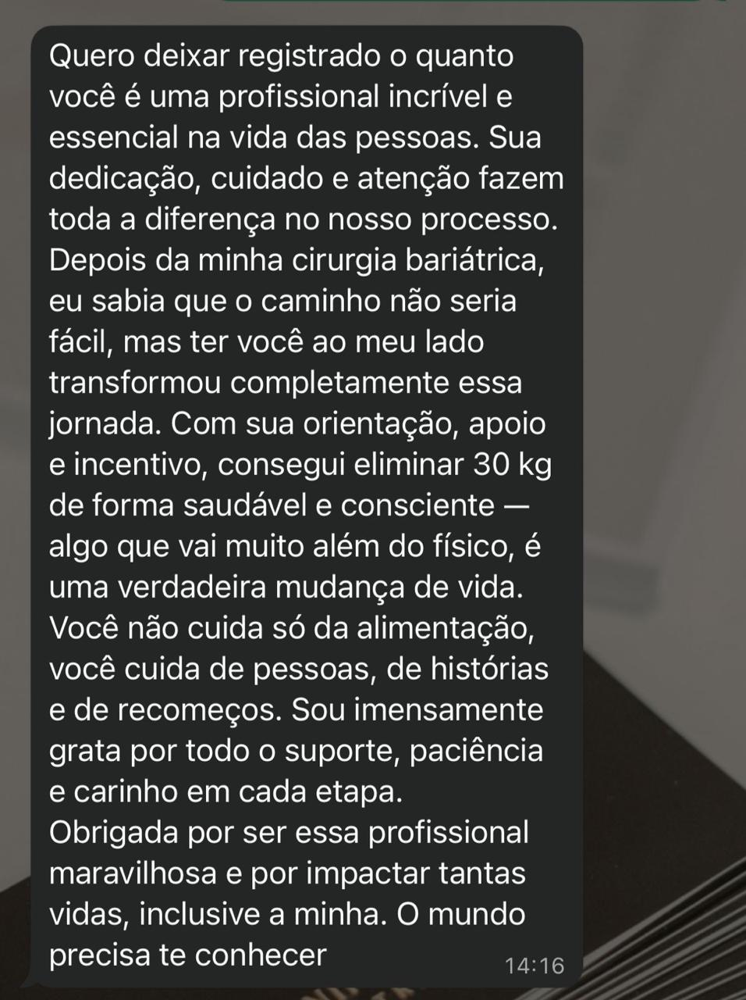 Quero deixar registrado o quanto
você é uma profissional incrível e
essencial na vida das pessoas. Sua
dedicação, cuidado e atenção fazem
toda a diferença no nosso processo.
Depois da minha cirurgia bariátrica,
eu sabia que o caminho não seria
fácil, mas ter você ao meu lado
transformou completamente essa
jornada. Com sua orientação, apoio
e incentivo, consegui eliminar 30 kg
de forma saudável e consciente —
algo que vai muito além do físico, é
uma verdadeira mudança de vida.
Você não cuida só da alimentação,
você cuida de pessoas, de histórias
e de recomeços. Sou imensamente
grata por todo o suporte, paciência
e carinho em cada etapa.
Obrigada por ser essa profissional
maravilhosa e por impactar tantas
vidas, inclusive a minha. O mundo
precisa te conhecer
14:16